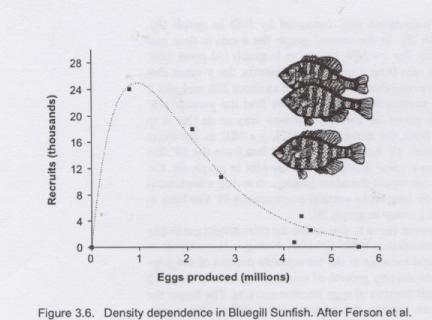 28
24
20
16
12
8
4
0
Recruits (thousands)
0 1 2 3 4 5 6
Eggs produced (millions)
Figure 3.6. Density dependence in Bluegill Sunfish. After Ferson et al.